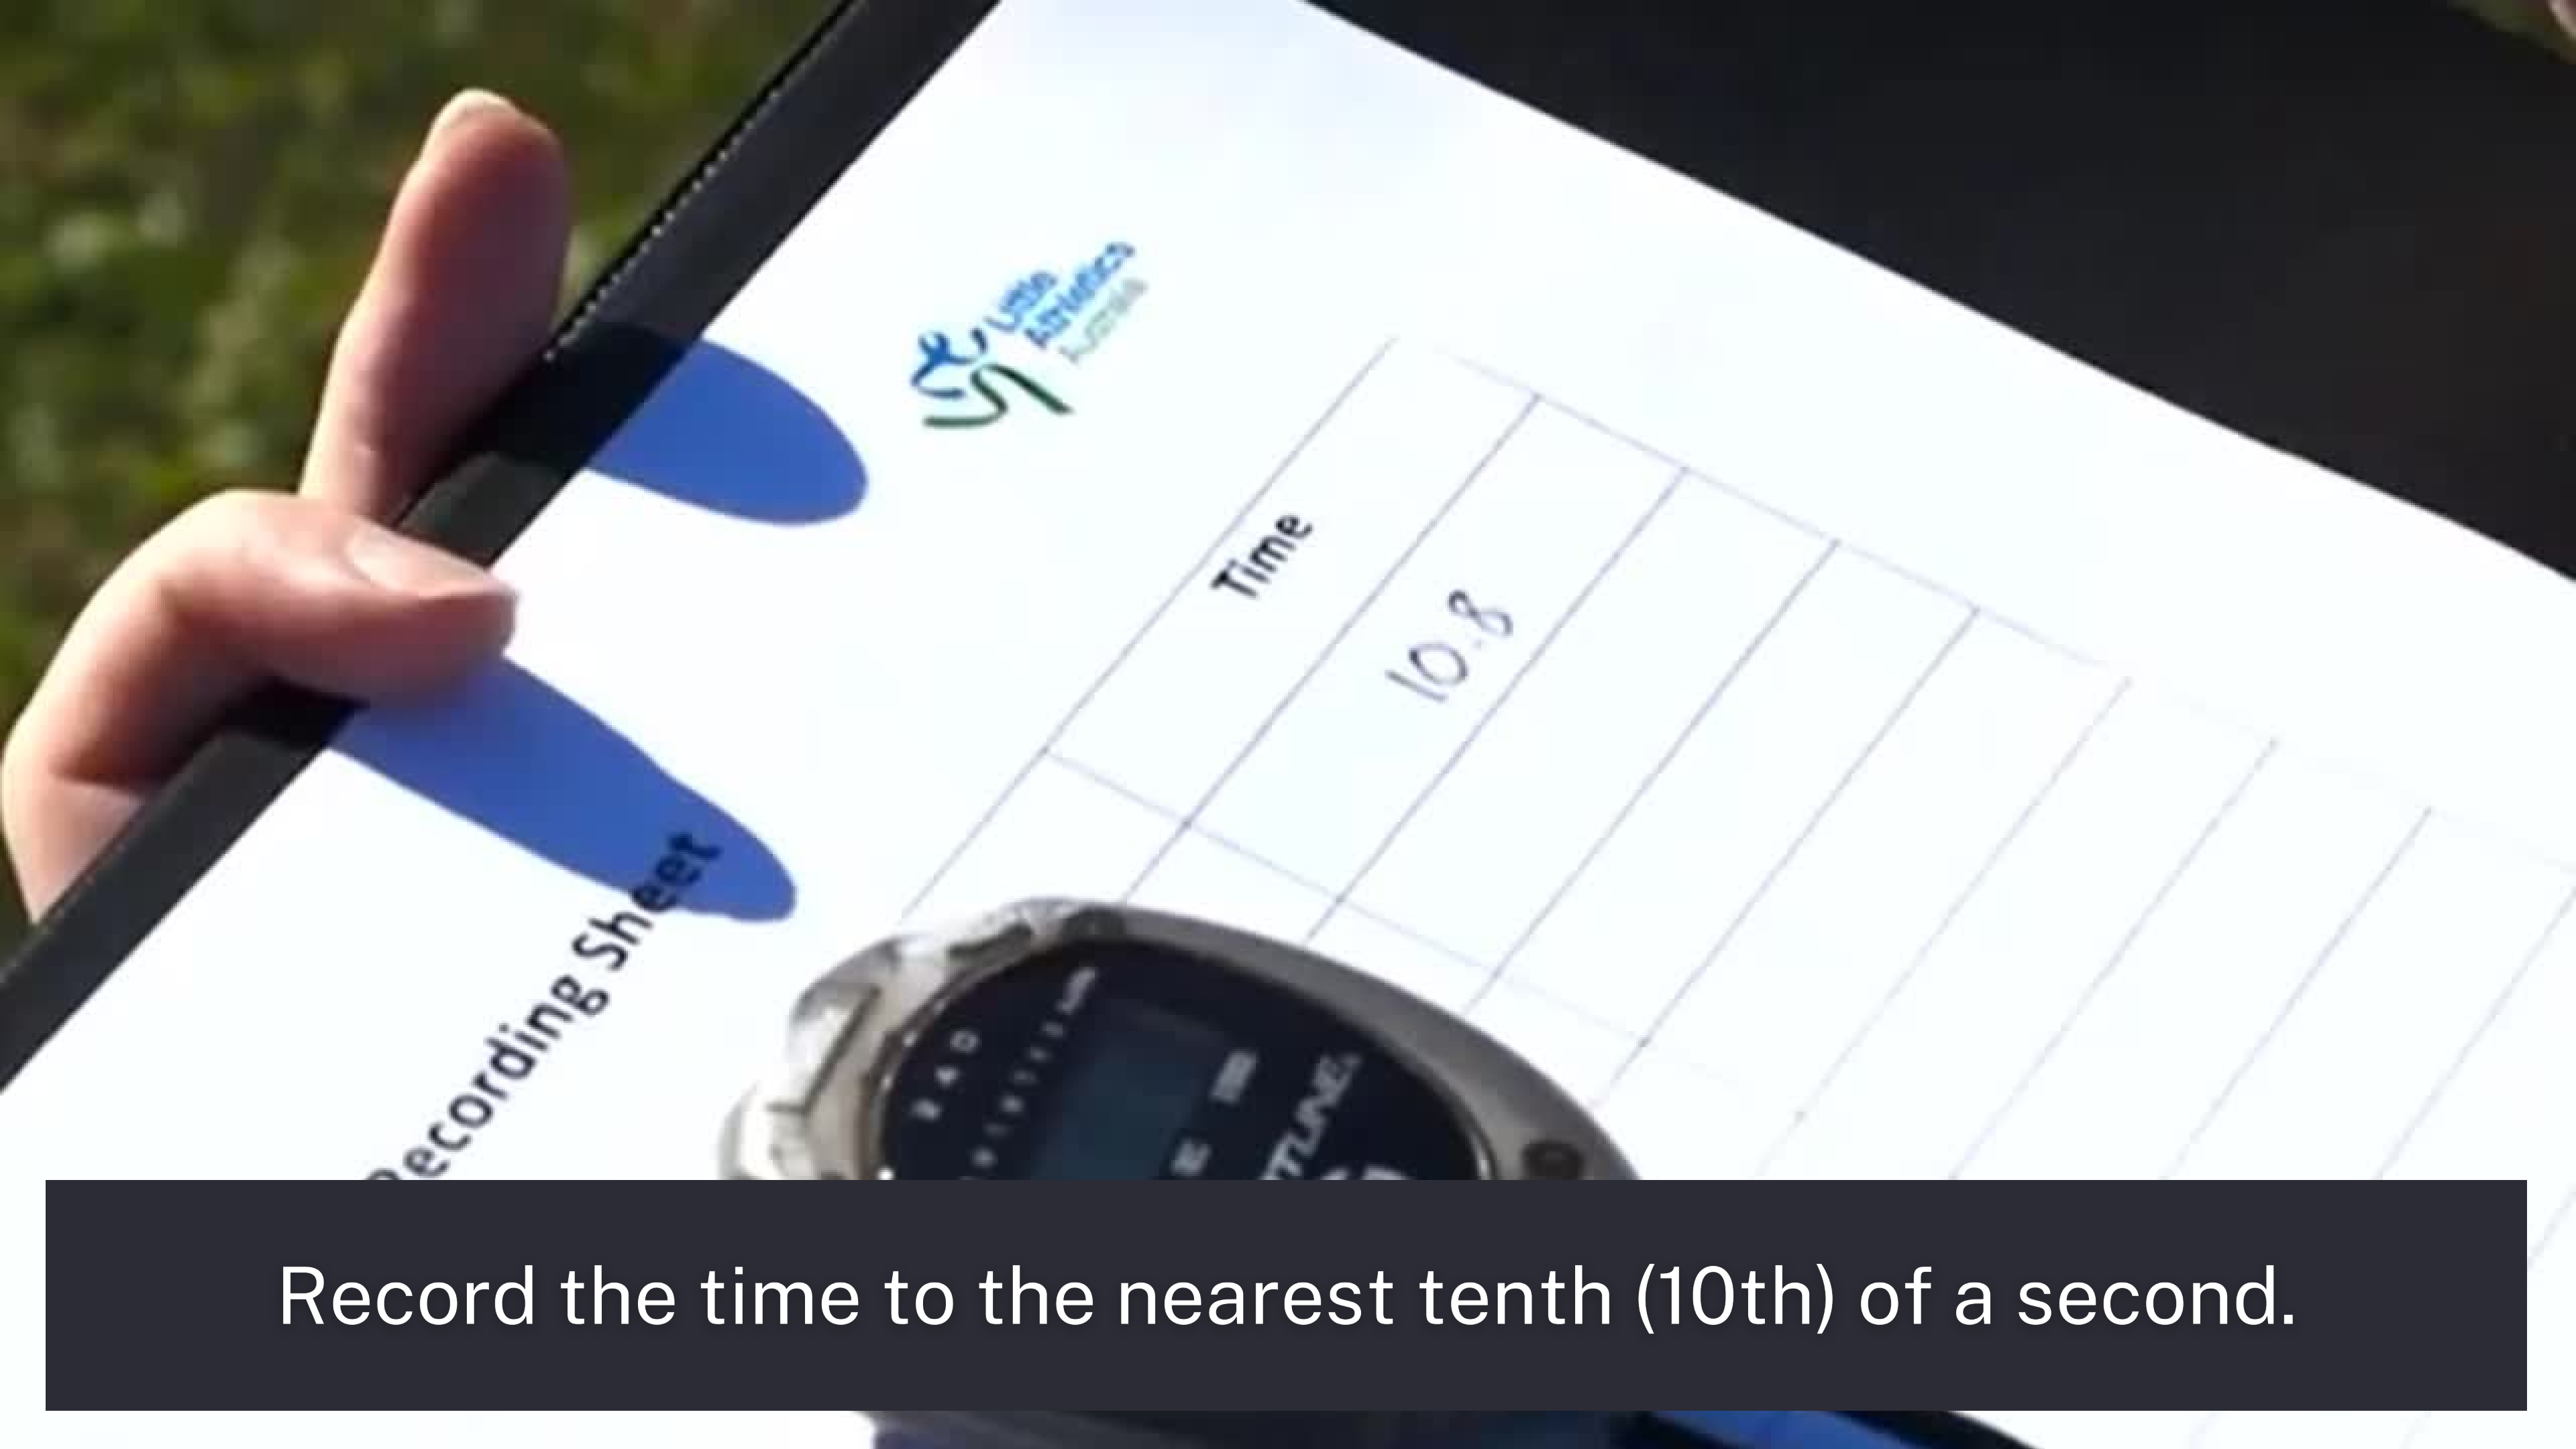 Little
Athletics
Australia
Time
10.8
Recording Sheet
Record the time to the nearest tenth (10th) of a second.